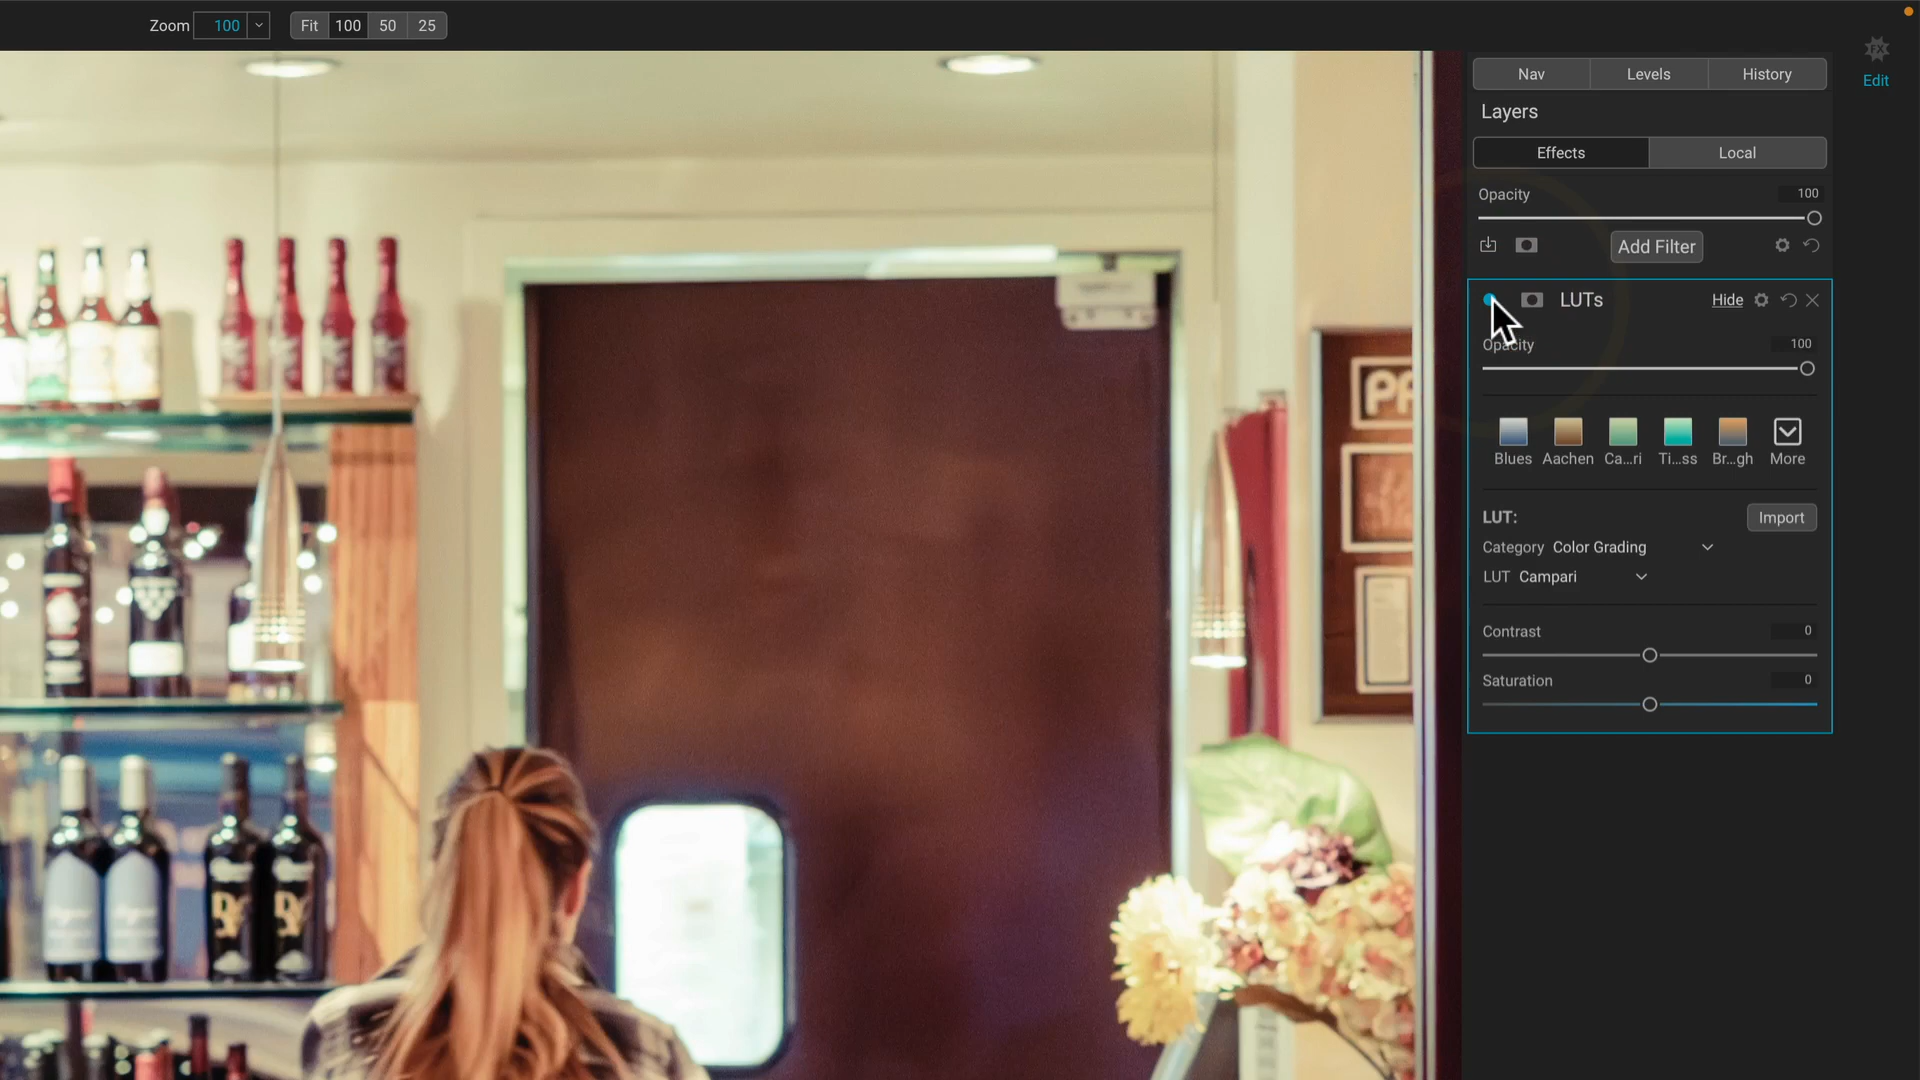 Zoom 100 Fit 100 50 25
FX
Edit
Nav Levels History
Layers
Effects Local
Opacity 100
Add Filter
LUTs Hide
Opacity 100
Blues Aachen Ca...ri Ti...ss Br...gh More
LUT: Import
Category Color Grading
LUT Campari
Contrast 0
Saturation 0